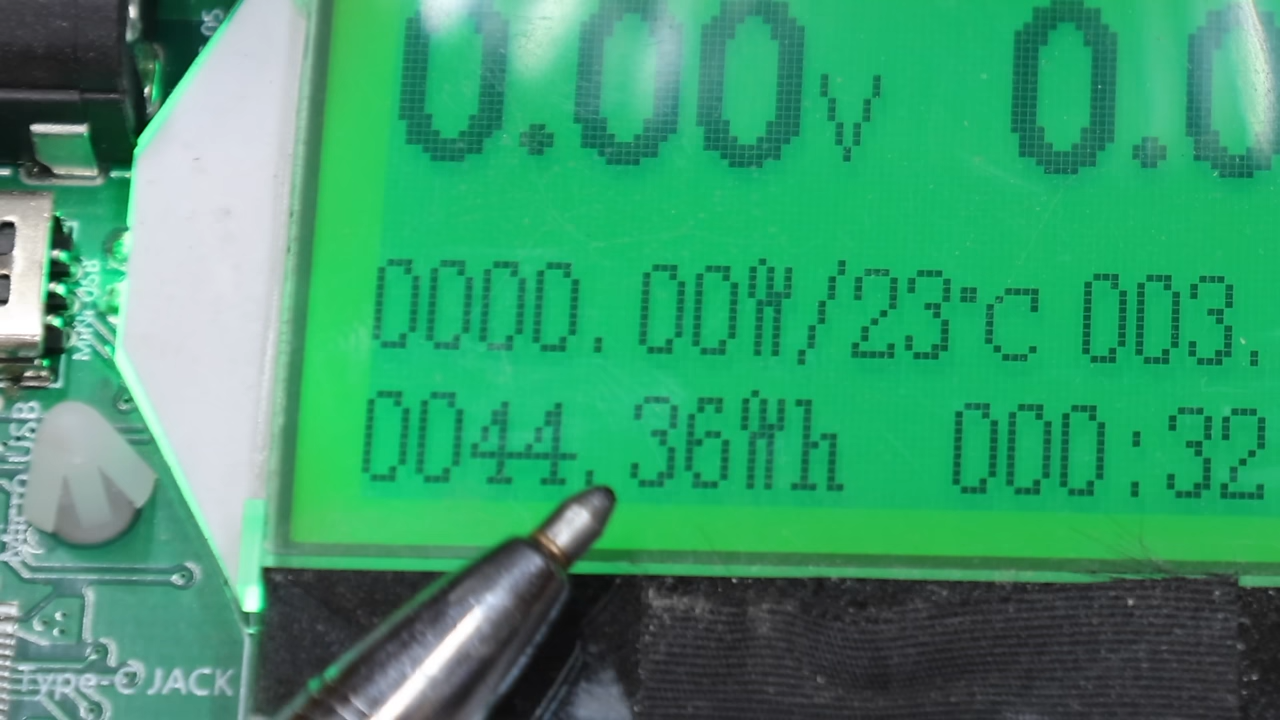 0.00V 0.0
0000.00W/23°C 003.
0044.36Wh 000:32
Mini USB
Micro USB
Type-C JACK